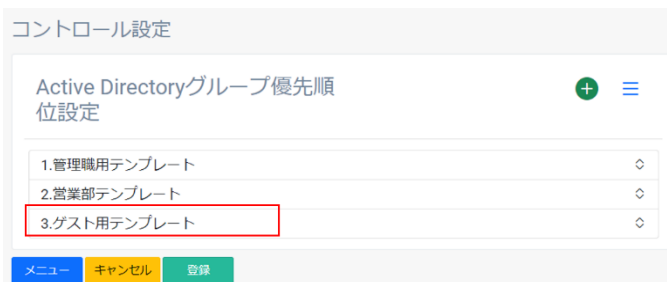 コントロール設定
Active Directoryグループ優先順
位設定
1.管理職用テンプレート
2.営業部テンプレート
3.ゲスト用テンプレート
メニュー キャンセル 登録